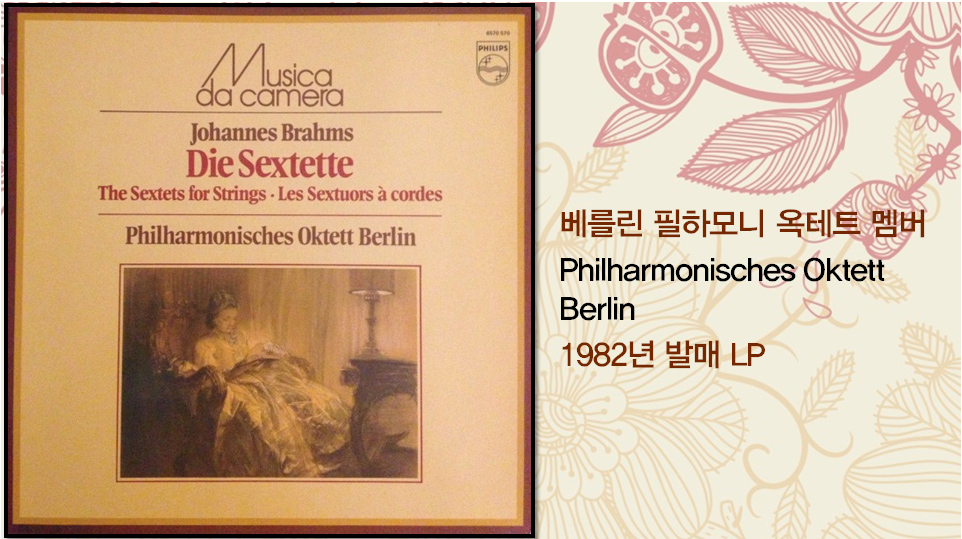 6570 570
PHILIPS
Musica
da camera
Johannes Brahms
Die Sextette
The Sextets for Strings · Les Sextuors à cordes
Philharmonisches Oktett Berlin
베를린 필하모니 옥테트 멤버
Philharmonisches Oktett
Berlin
1982년 발매 LP